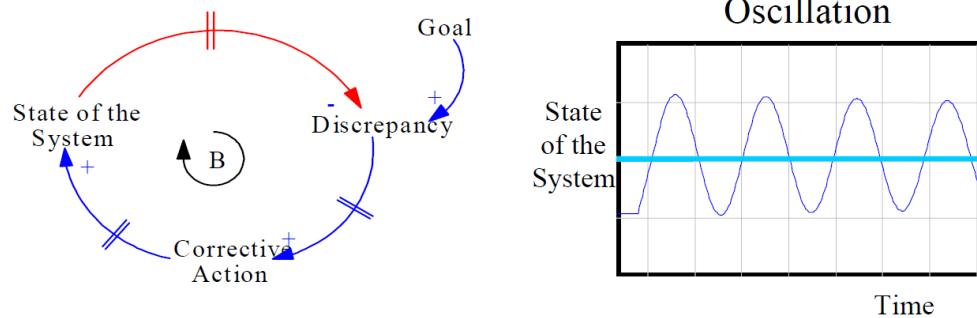 Goal
+
-
State of the
System
Discrepancy
B
+
+
Corrective
Action
Oscillation
State
of the
System
Time